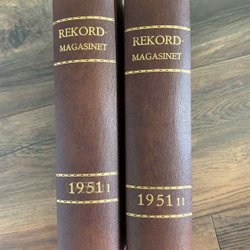 REKORD-
MAGASINET
1951 I
REKORD
MAGASINET
1951 II